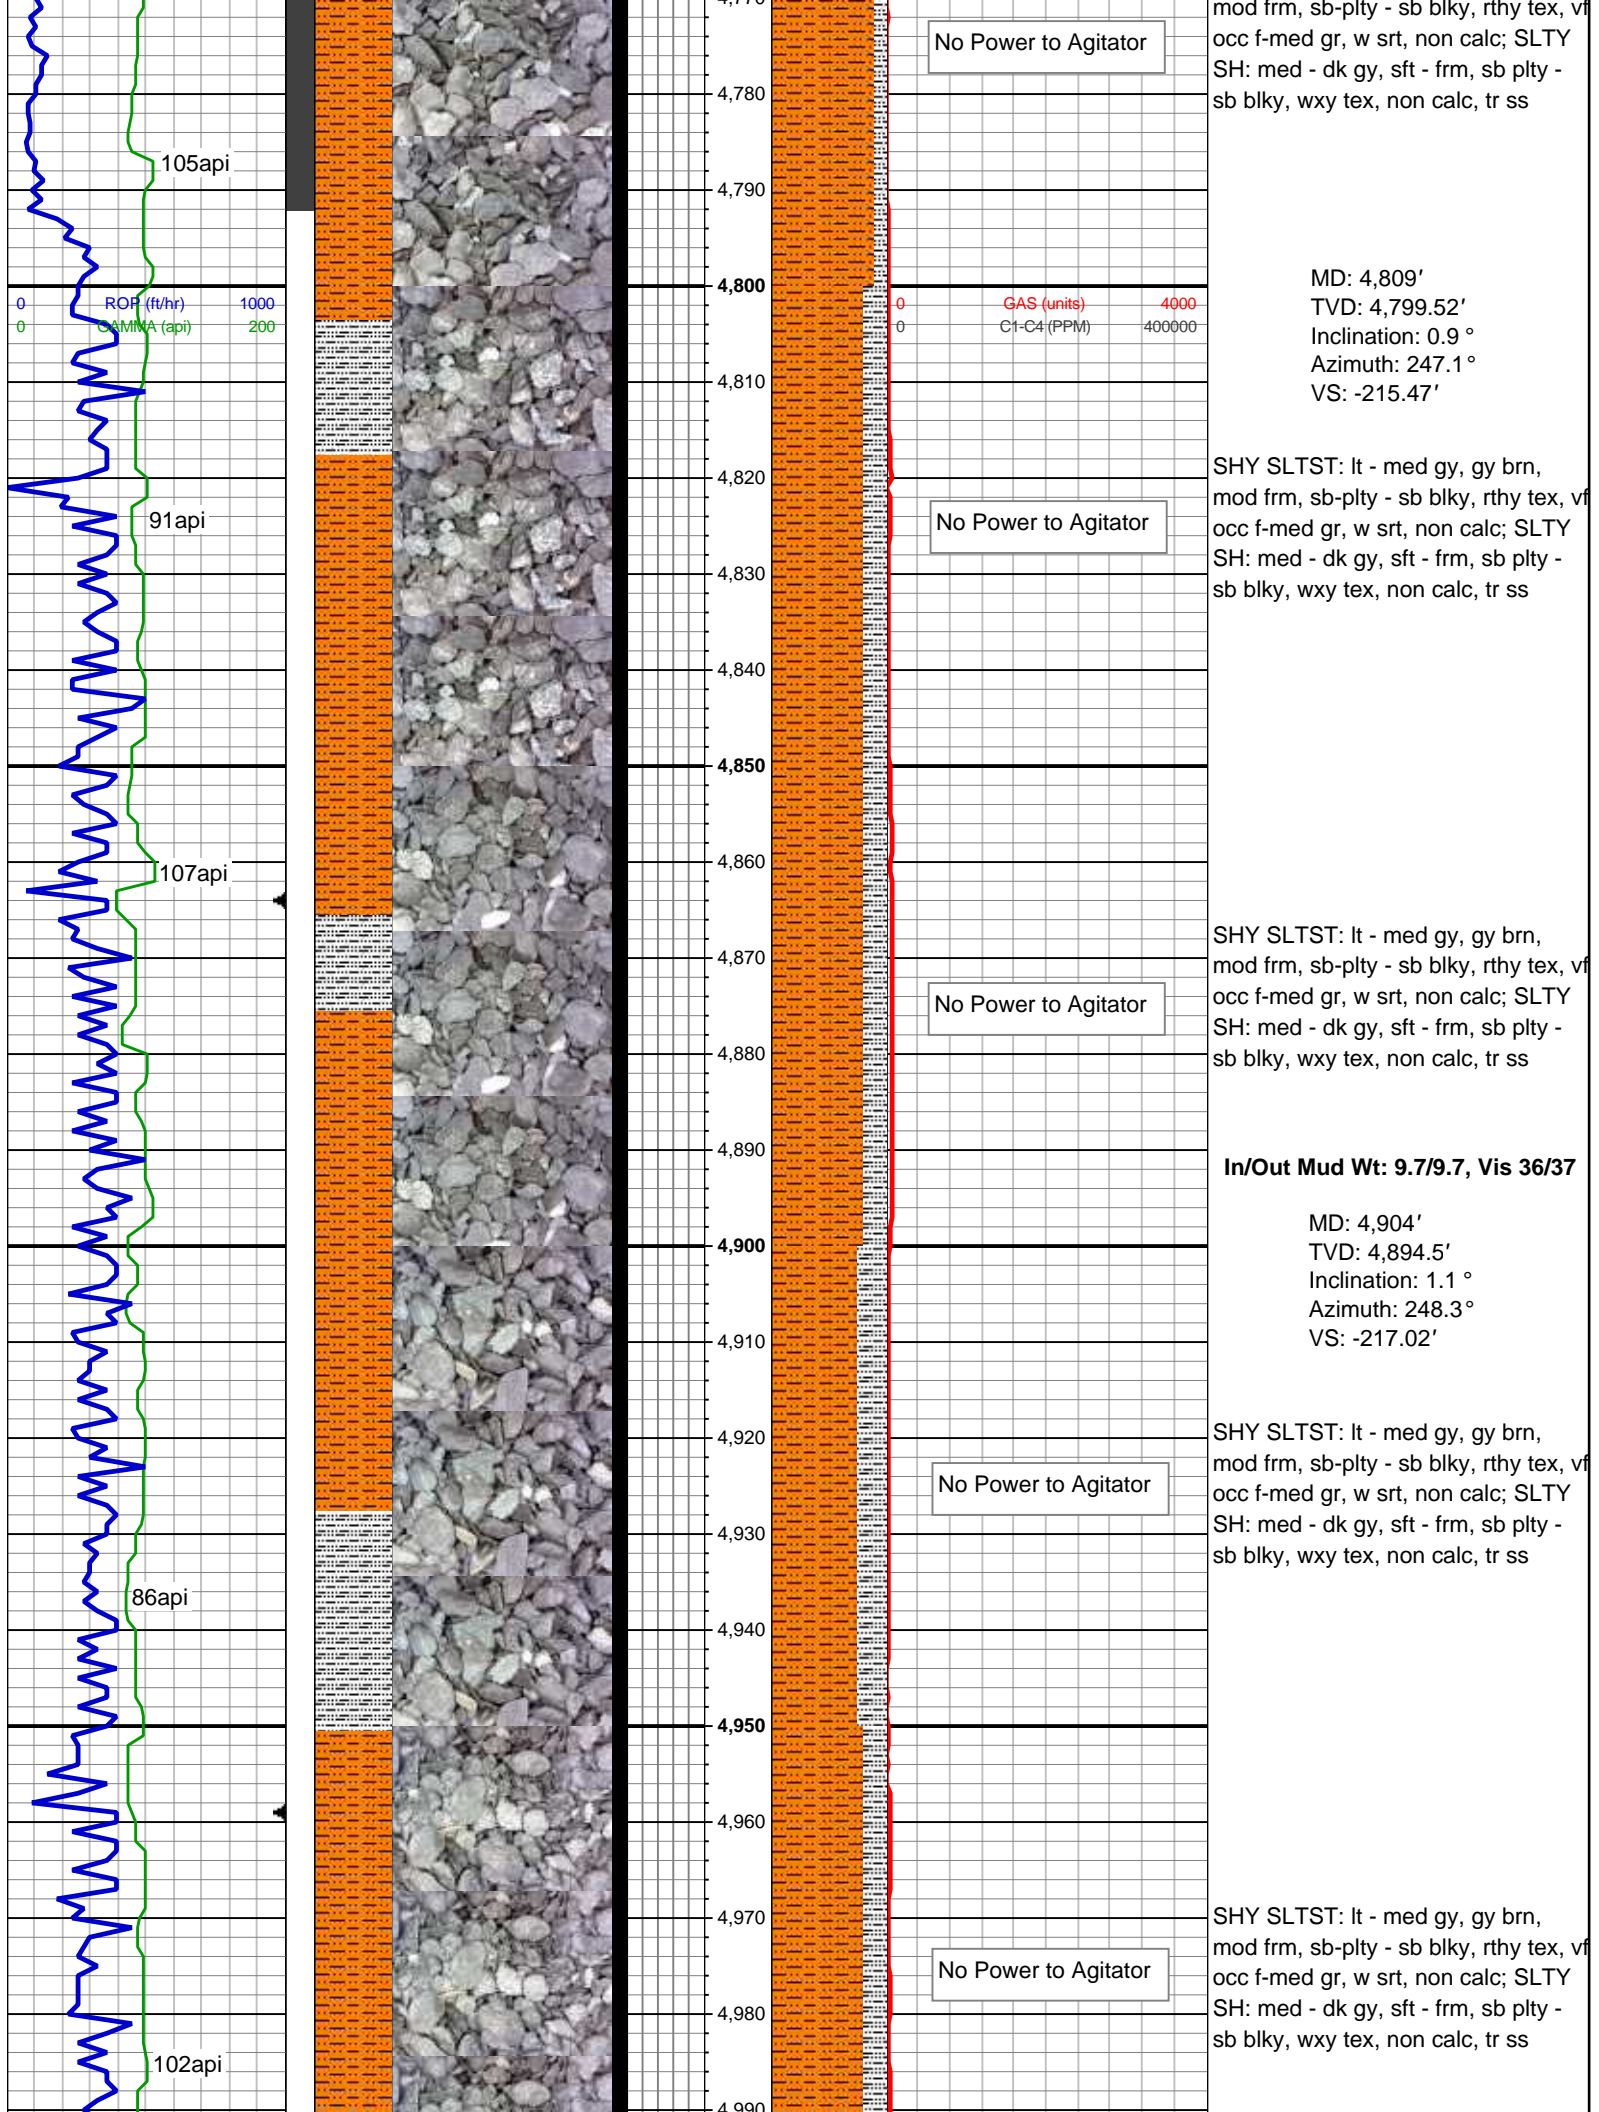 4,770
mod frm, sb-plty - sb blky, rthy tex, vf
No Power to Agitator
occ f-med gr, w srt, non calc; SLTY
SH: med - dk gy, sft - frm, sb plty -
4,780
sb blky, wxy tex, non calc, tr ss
105api
4,790
4,800
0 ROP (ft/hr) 1000
0 GAMMA (api) 200
0 GAS (units) 4000
0 C1-C4 (PPM) 400000
MD: 4,809′
TVD: 4,799.52′
Inclination: 0.9 °
Azimuth: 247.1°
VS: -215.47′
4,810
4,820
SHY SLTST: lt - med gy, gy brn,
mod frm, sb-plty - sb blky, rthy tex, vf
occ f-med gr, w srt, non calc; SLTY
SH: med - dk gy, sft - frm, sb plty -
sb blky, wxy tex, non calc, tr ss
91api
No Power to Agitator
4,830
4,840
4,850
4,860
107api
4,870
SHY SLTST: lt - med gy, gy brn,
mod frm, sb-plty - sb blky, rthy tex, vf
occ f-med gr, w srt, non calc; SLTY
SH: med - dk gy, sft - frm, sb plty -
sb blky, wxy tex, non calc, tr ss
No Power to Agitator
4,880
4,890
In/Out Mud Wt: 9.7/9.7, Vis 36/37
4,900
MD: 4,904′
TVD: 4,894.5′
Inclination: 1.1 °
Azimuth: 248.3°
VS: -217.02′
4,910
4,920
SHY SLTST: lt - med gy, gy brn,
mod frm, sb-plty - sb blky, rthy tex, vf
occ f-med gr, w srt, non calc; SLTY
SH: med - dk gy, sft - frm, sb plty -
sb blky, wxy tex, non calc, tr ss
No Power to Agitator
4,930
86api
4,940
4,950
4,960
4,970
SHY SLTST: lt - med gy, gy brn,
mod frm, sb-plty - sb blky, rthy tex, vf
occ f-med gr, w srt, non calc; SLTY
SH: med - dk gy, sft - frm, sb plty -
sb blky, wxy tex, non calc, tr ss
No Power to Agitator
4,980
102api
4,990